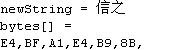 newString = 信之
bytes[] =
E4,BF,A1,E4,B9,8B,